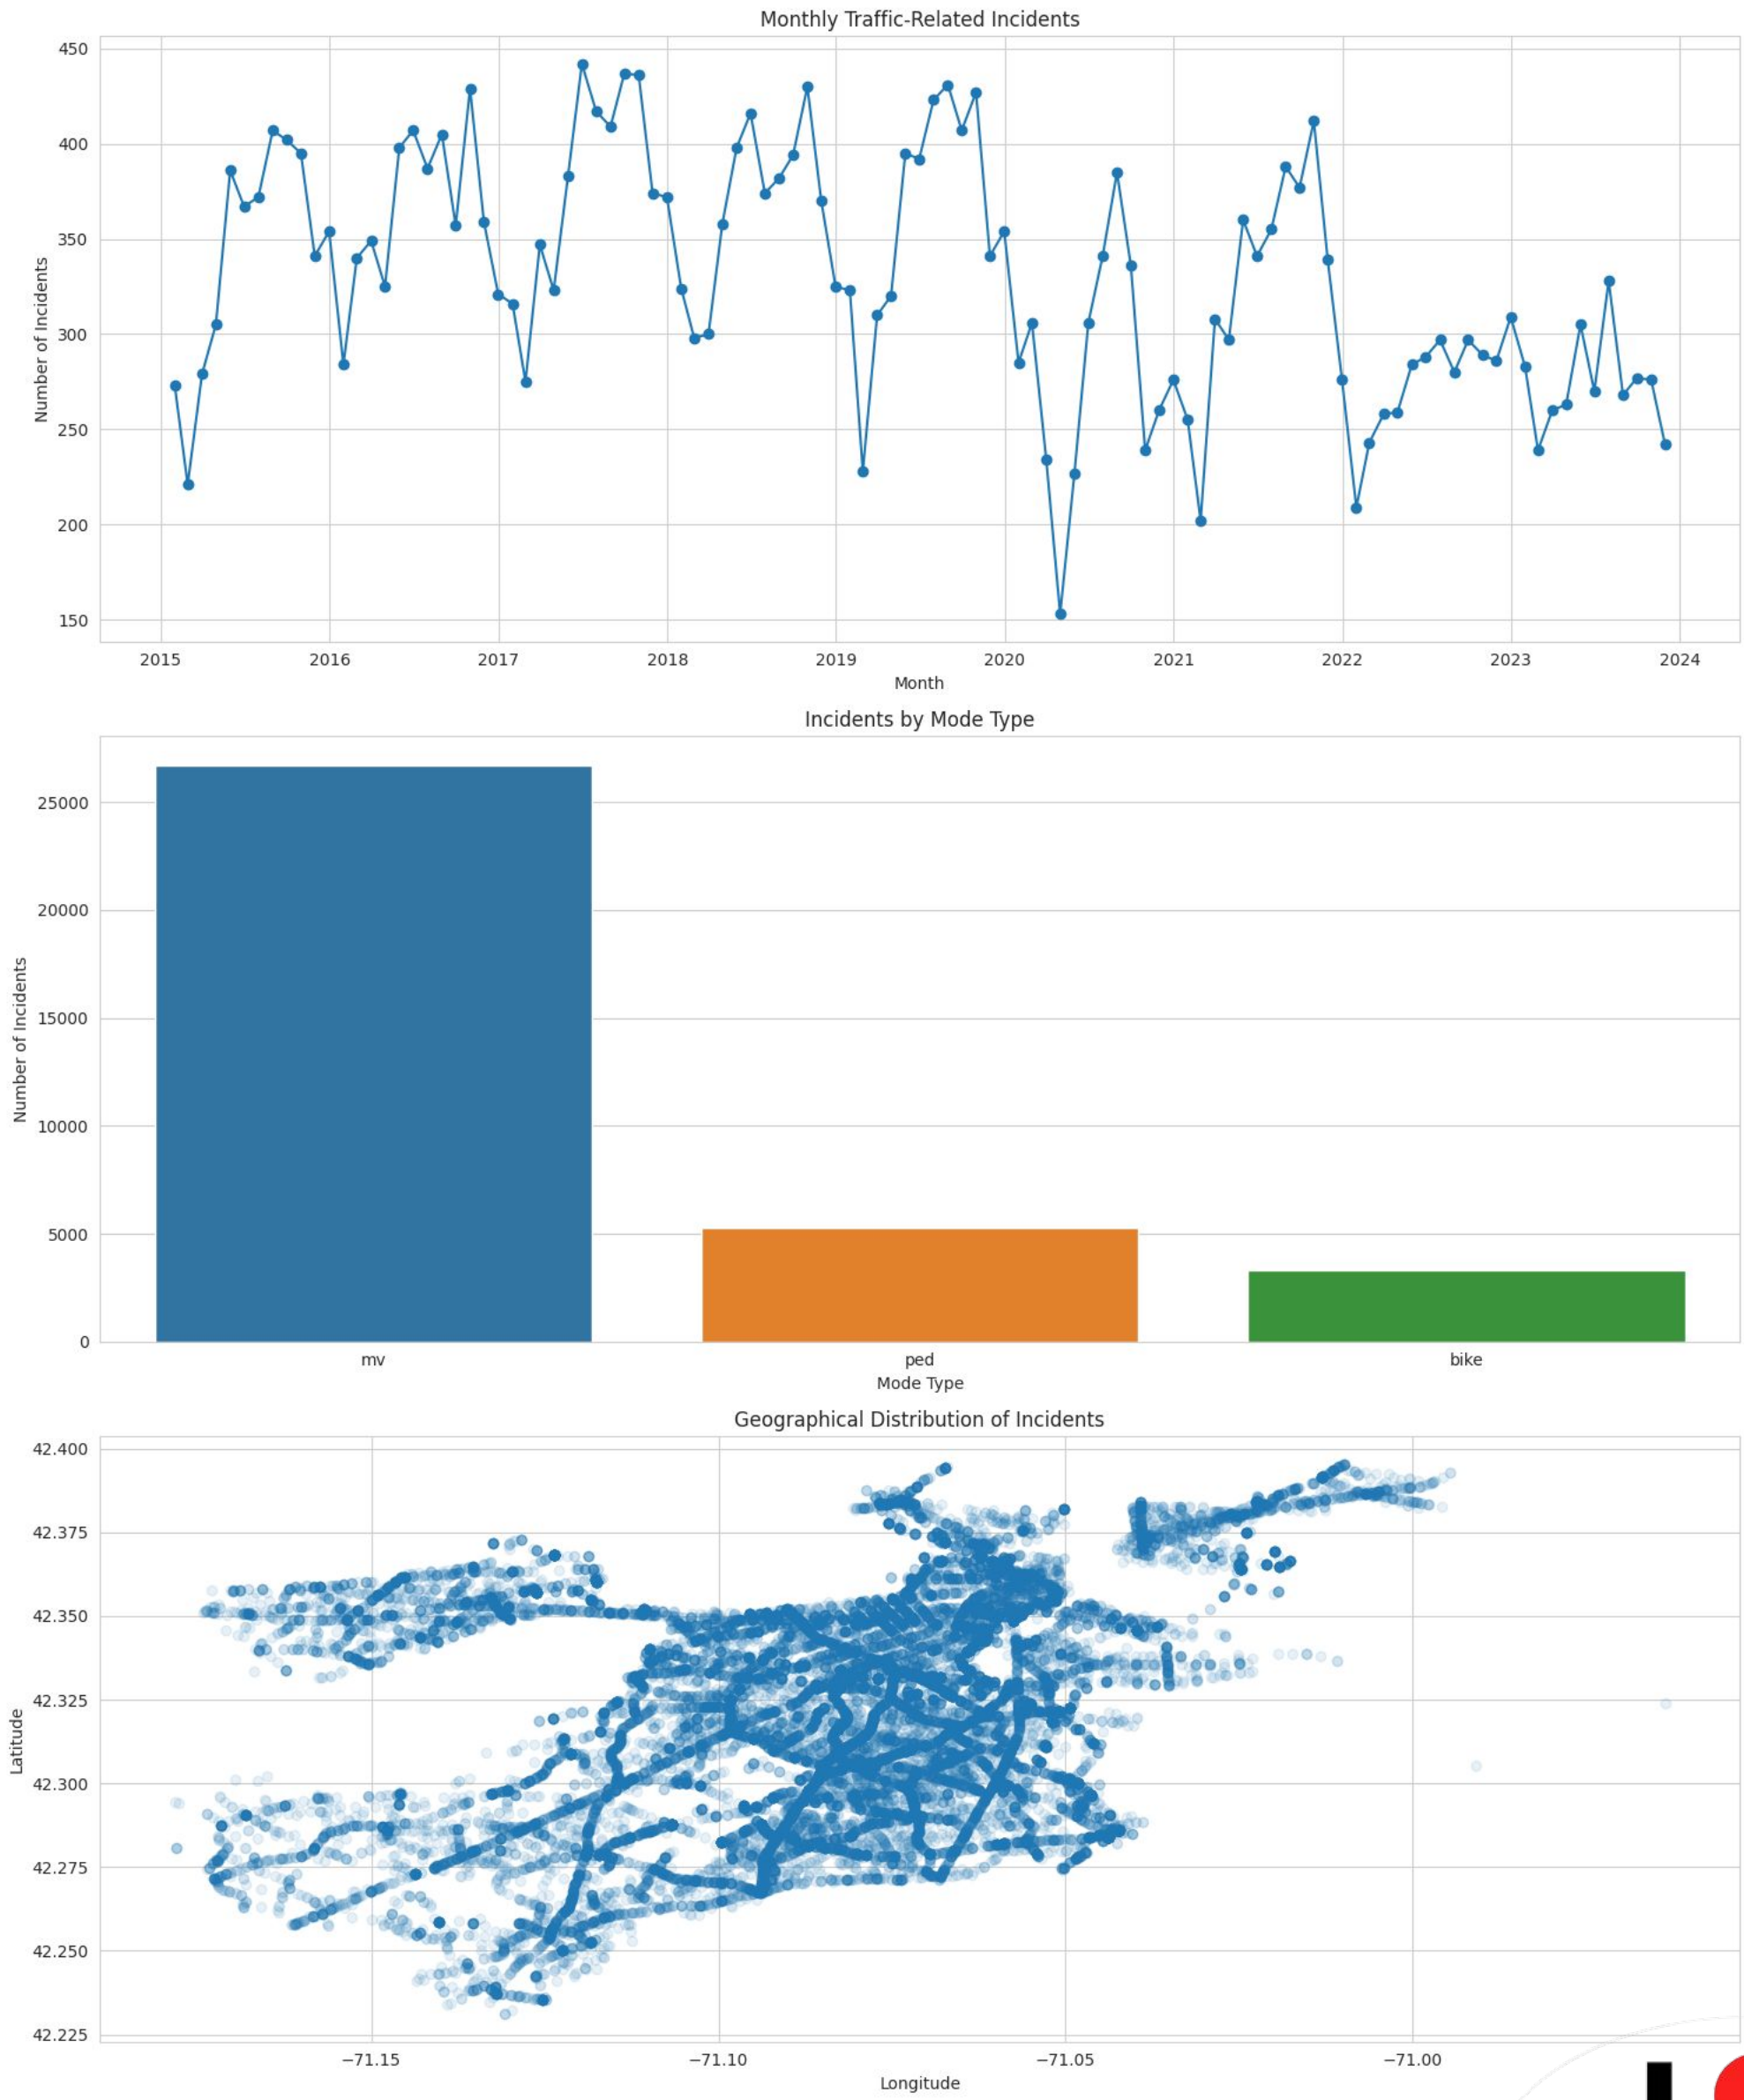 Monthly Traffic-Related Incidents
450
400
350
300
250
200
150
Number of Incidents
2015 2016 2017 2018 2019 2020 2021 2022 2023 2024
Month
Incidents by Mode Type
25000
20000
15000
10000
5000
0
Number of Incidents
mv ped bike
Mode Type
Geographical Distribution of Incidents
42.400
42.375
42.350
42.325
42.300
42.275
42.250
42.225
Latitude
−71.15 −71.10 −71.05 −71.00
Longitude